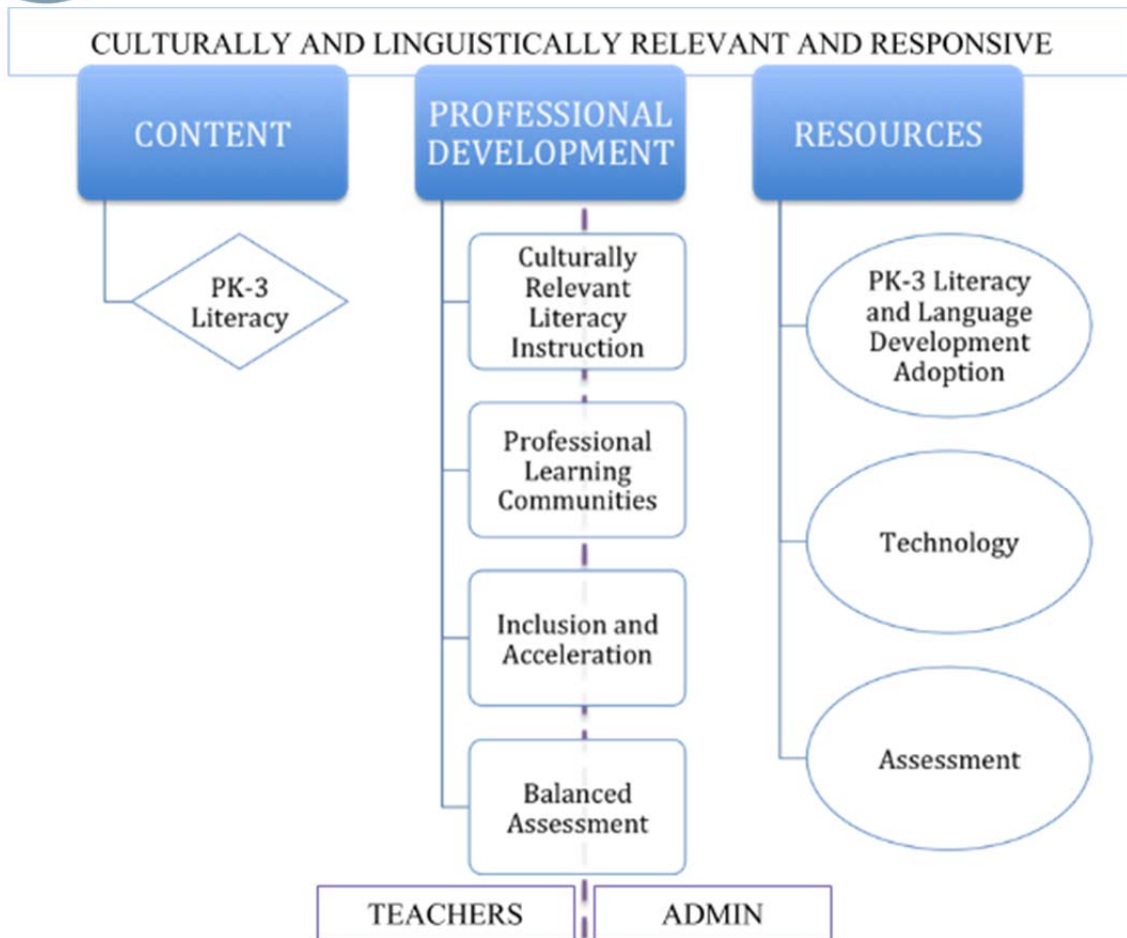 CULTURALLY AND LINGUISTICALLY RELEVANT AND RESPONSIVE
CONTENT
PK-3
Literacy
PROFESSIONAL
DEVELOPMENT
Culturally
Relevant
Literacy
Instruction
Professional
Learning
Communities
Inclusion and
Acceleration
Balanced
Assessment
RESOURCES
PK-3 Literacy
and Language
Development
Adoption
Technology
Assessment
TEACHERS
ADMIN